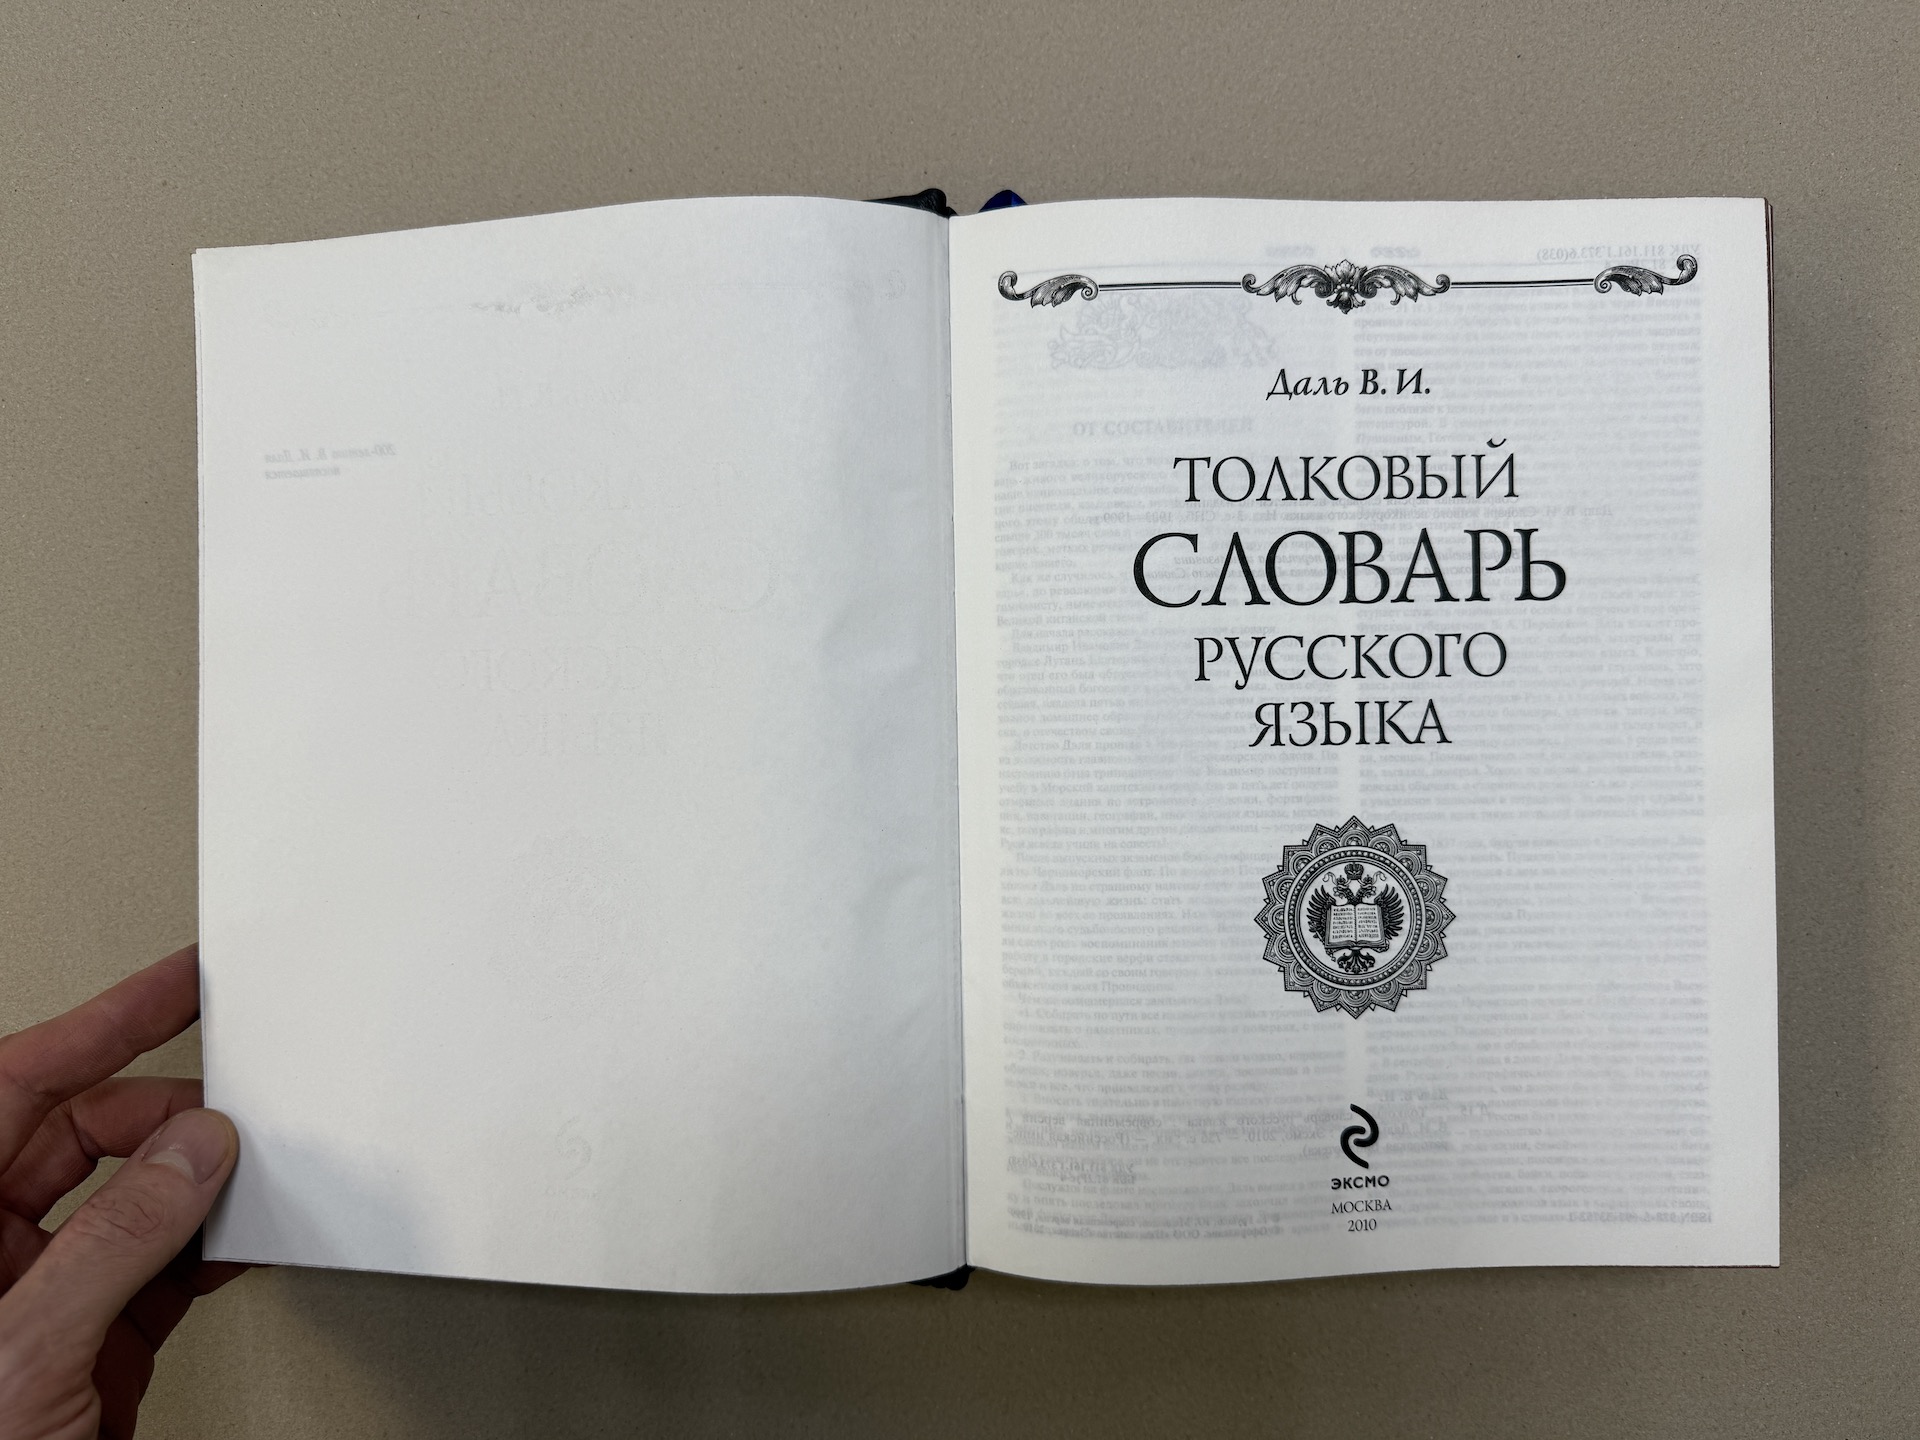 Даль В. И.
ТОЛКОВЫЙ
СЛОВАРЬ
РУССКОГО
ЯЗЫКА
ЭКСМО
МОСКВА
2010